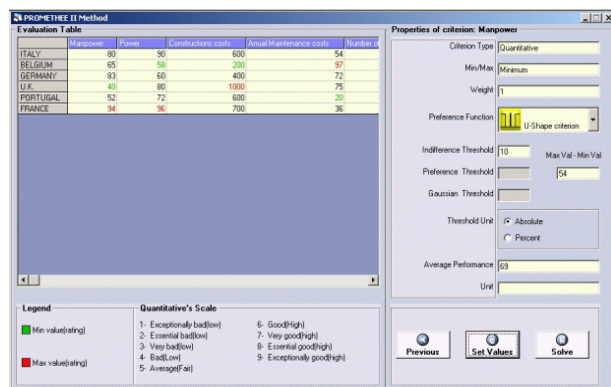 PROMETHEE II Method
Evaluation Table
Manpower Power Constructions costs Anual Maintenance costs Number of
ITALY 80 90 600 54
BELGIUM 65 58 200 97
GERMANY 83 60 400 72
U.K. 40 80 1000 75
PORTUGAL 52 72 600 20
FRANCE 94 96 700 36
Legend
Min value(rating)
Max value(rating)
Quantitative's Scale
1- Exceptionally bad(low)
2- Essential bad(low)
3- Very bad(low)
4- Bad(Low)
5- Average(Fair)
6- Good(High)
7- Very good(high)
8- Essential good(high)
9- Exceptionally good(high)
Properties of criterion: Manpower
Criterion Type Quantitative
Min/Max Minimum
Weight 1
Preference Function U-Shape criterion
Indifference Threshold 10 Max Val - Min Val
Preference Threshold 54
Gaussian Threshold
Threshold Unit Absolute
Percent
Average Performance 69
Unit
Previous Set Values Solve